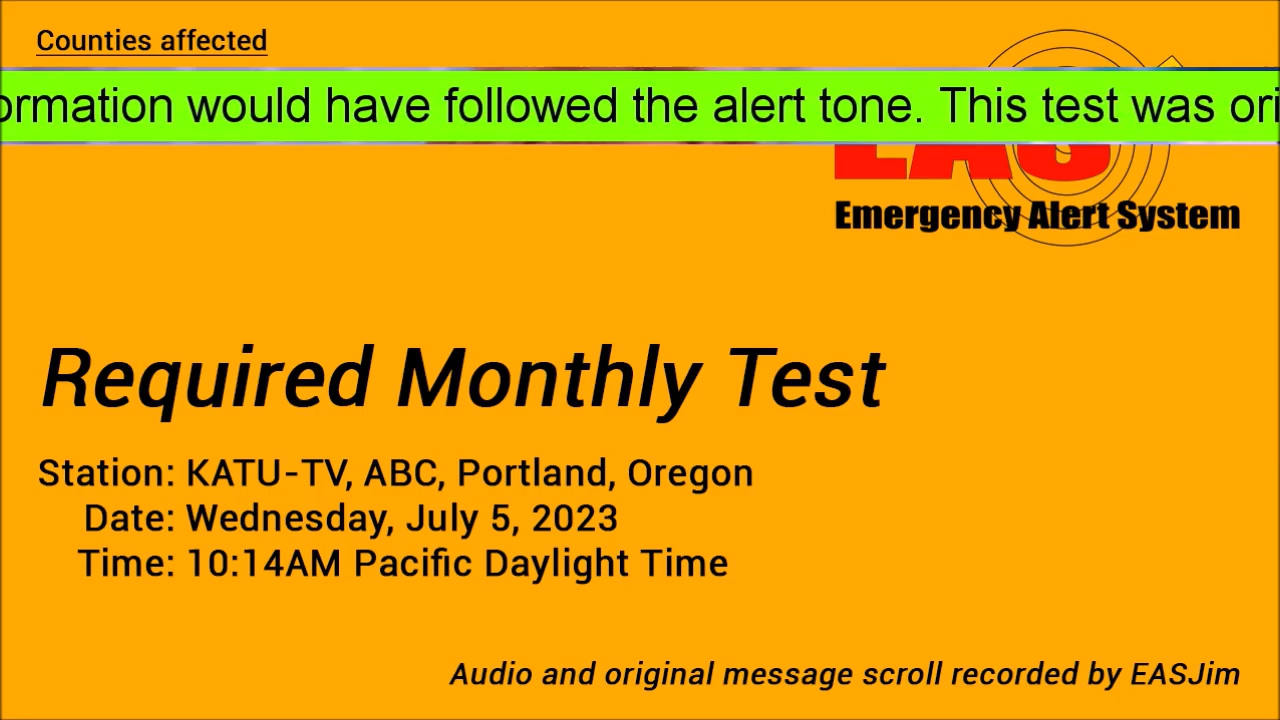 Counties affected
would have followed the alert tone. This test was
EAS
Emergency Alert System
Required Monthly Test
Station: KATU-TV, ABC, Portland, Oregon
Date: Wednesday, July 5, 2023
Time: 10:14AM Pacific Daylight Time
Audio and original message scroll recorded by EASJim